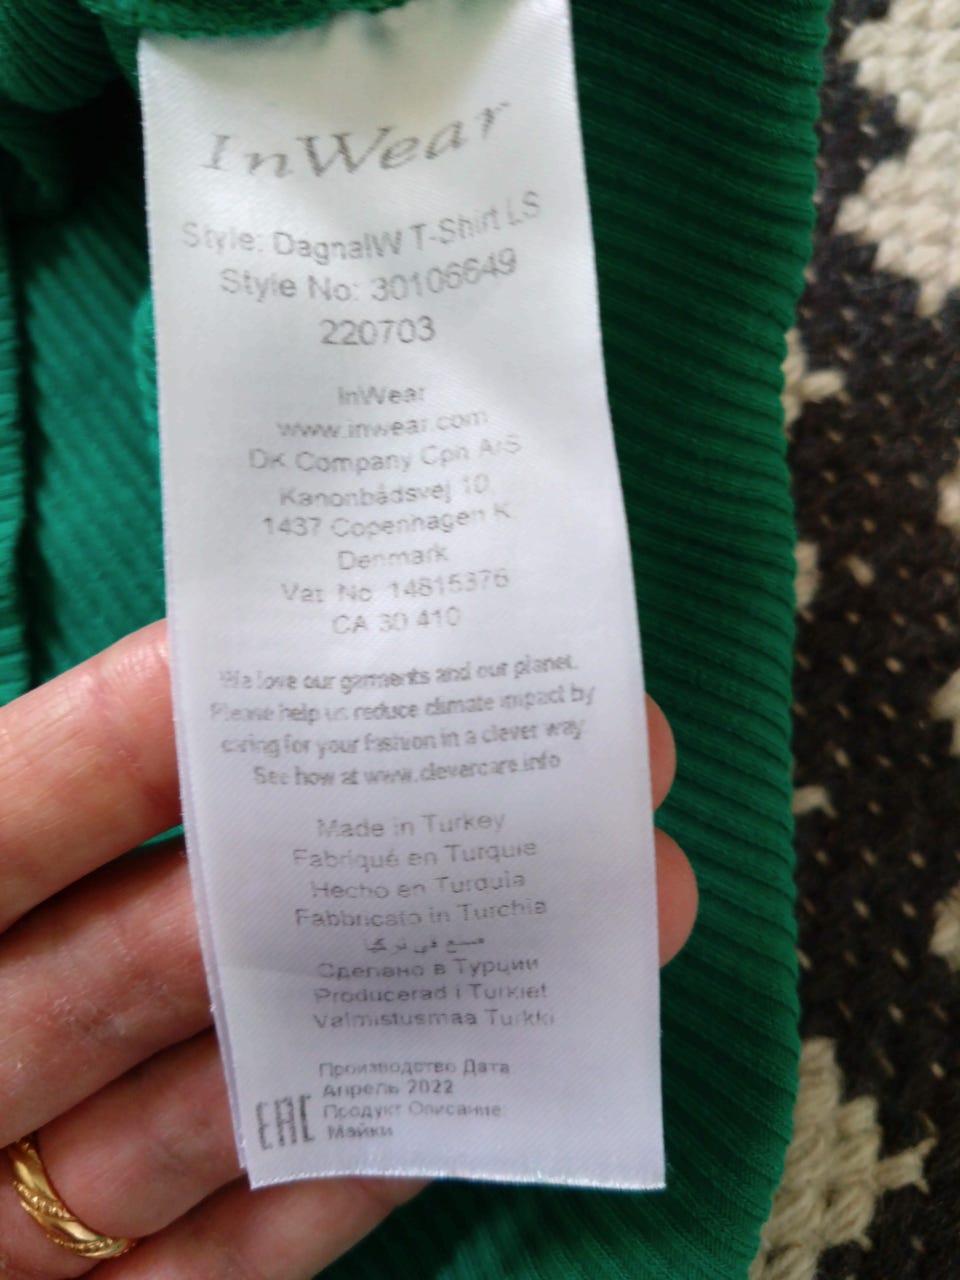 InWear
Style: DagnaIW T-Shirt LS
Style No: 30106649
220703
InWear
www.inwear.com
DK Company Cph A/S
Kanonbådsvej 10
1437 Copenhagen K
Denmark
Vat No 14815376
CA 30 410
We love our garments and our planet.
Please help us reduce climate impact by
caring for your fashion in a clever way
See how at www.clevercare.info
Made in Turkey
Fabriqué en Turquie
Hecho en Turquia
Fabbricato in Turchia
صنع في تركيا
Сделано в Турции
Producerad i Turkiet
Valmistusmaa Turkki
Производство Дата
Апрель 2022
Продукт Описание:
Майки
EAC